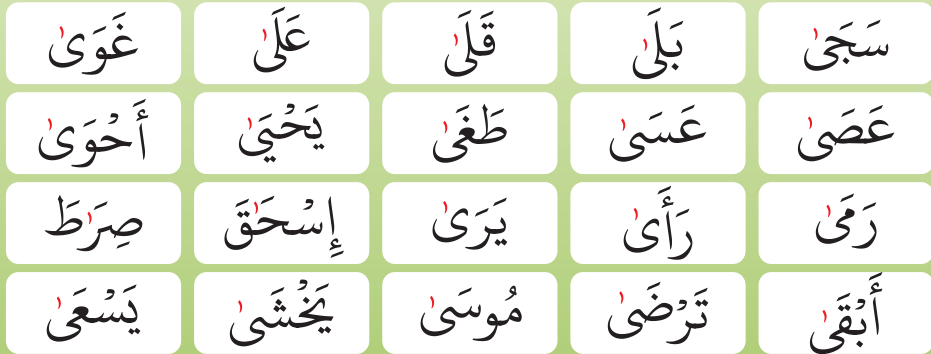 سَجَىٰ بَلَىٰ قَلَىٰ عَلَىٰ غَوَىٰ
عَصَىٰ عَسَىٰ طَغَىٰ يَحْيَىٰ أَحْوَىٰ
رَمَىٰ رَأَىٰ يَرَىٰ إِسْحَٰقَ صِرَٰطَ
أَبْقَىٰ تَرْضَىٰ مُوسَىٰ يَخْشَىٰ يَسْعَىٰ